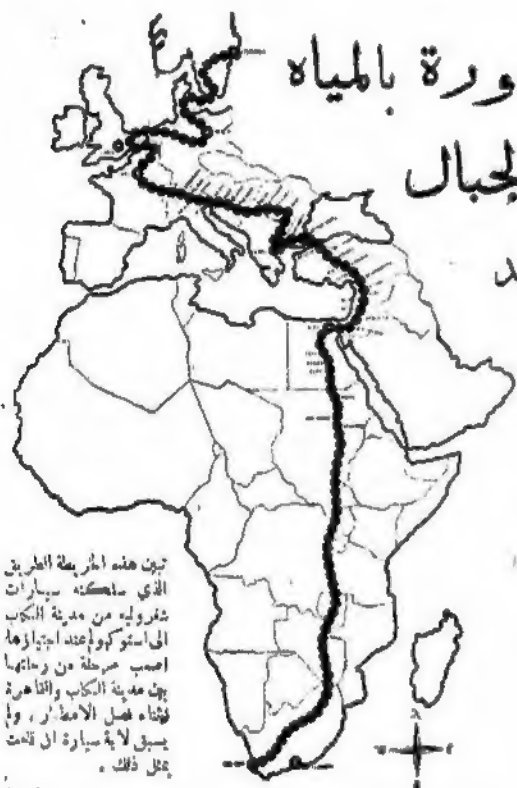 ورة بالمياه
لجبال
ـد
تبين هذه الخريطة الطريق
الذي سلكته سيارات
شفروليه من مدينة الكاب
الى استوكهولم عند اجتيازها
اصعب مرحلة من رحلتها
بين مدينة الكاب والقاهرة
اثناء فصل الامطار ، ولم
يسبق لاية سيارة ان قامت
بمثل ذلك .